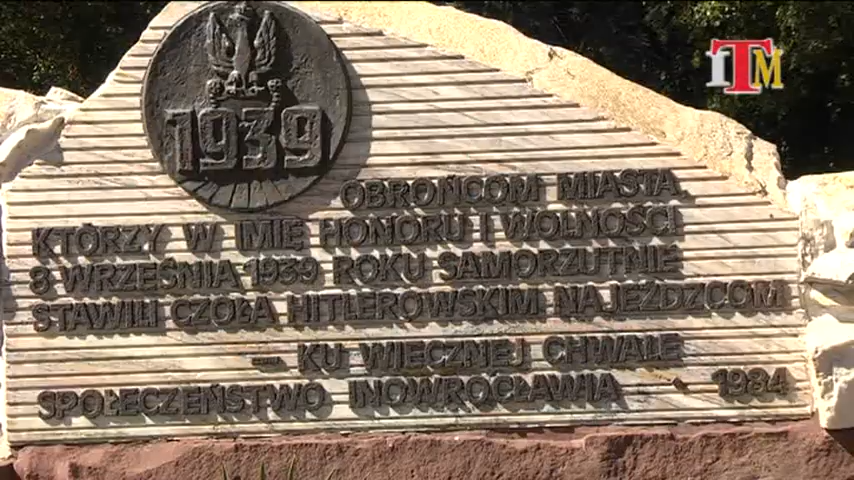 ITM
1939
OBROŃCOM MIASTA,
KTÓRZY W IMIĘ HONORU I WOLNOŚCI
8 WRZEŚNIA 1939 ROKU SAMORZUTNIE
STAWILI CZOŁA HITLEROWSKIM NAJEŹDZCOM
- KU WIECZNEJ CHWALE
SPOŁECZEŃSTWO INOWROCŁAWIA - 1984